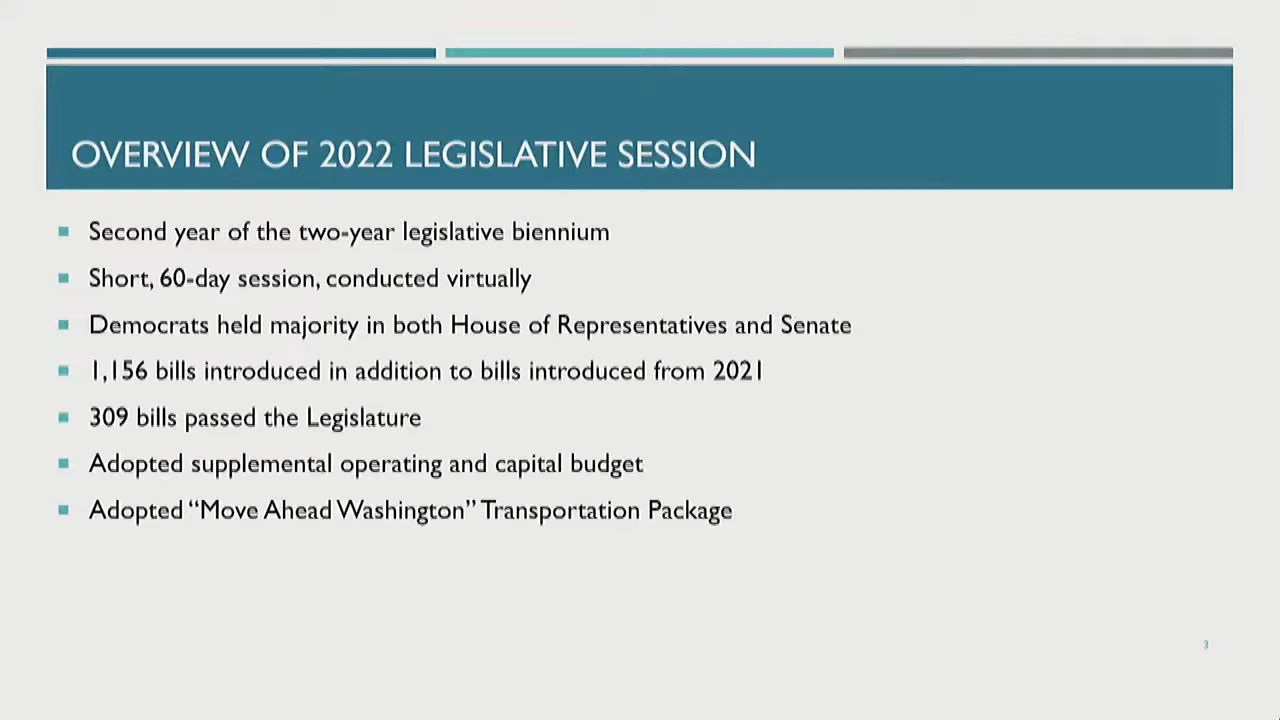 OVERVIEW OF 2022 LEGISLATIVE SESSION
Second year of the two-year legislative biennium
Short, 60-day session, conducted virtually
Democrats held majority in both House of Representatives and Senate
1,156 bills introduced in addition to bills introduced from 2021
309 bills passed the Legislature
Adopted supplemental operating and capital budget
Adopted “Move Ahead Washington” Transportation Package
3